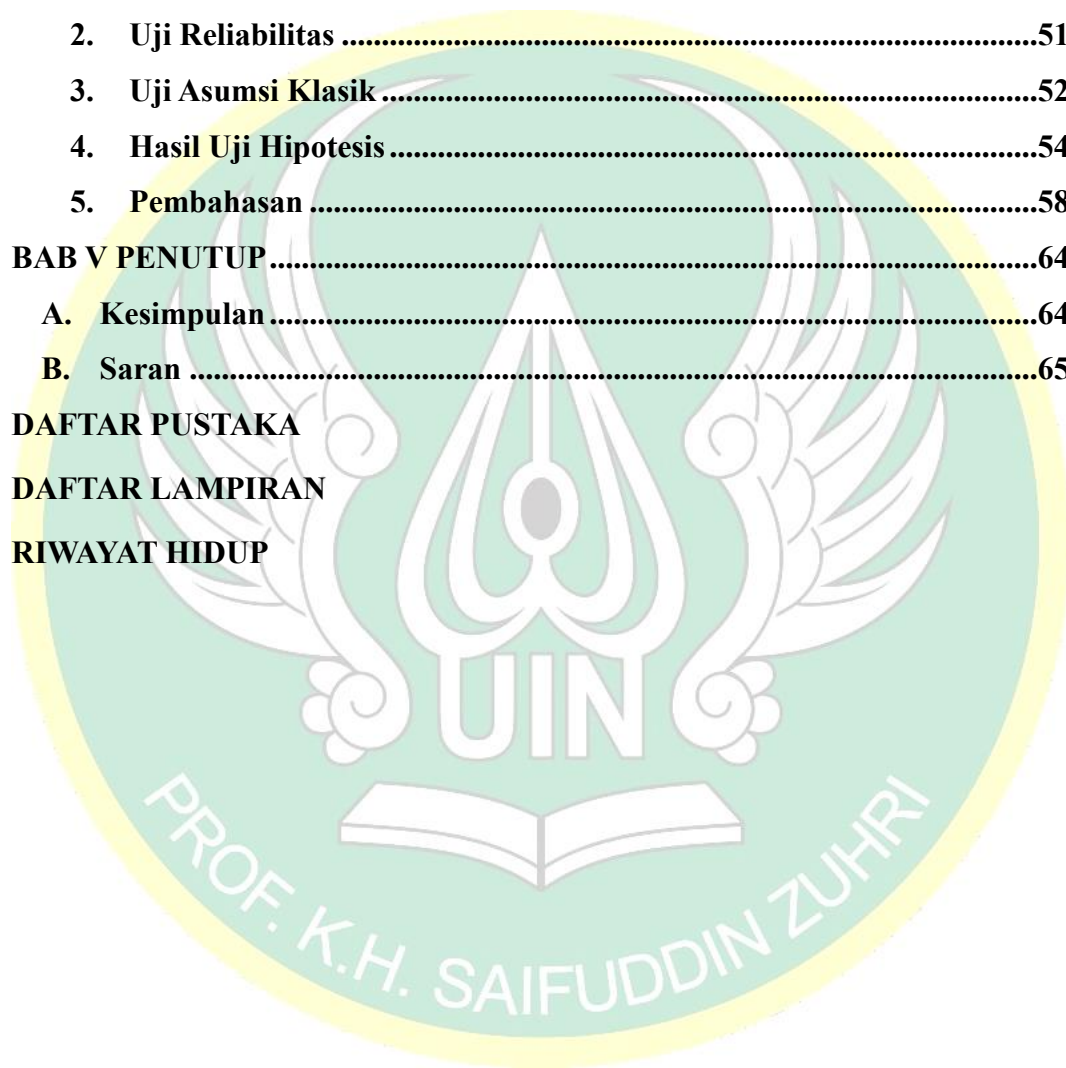 2. Uji Reliabilitas ........................................................................................51
3. Uji Asumsi Klasik ...................................................................................52
4. Hasil Uji Hipotesis ..................................................................................54
5. Pembahasan ............................................................................................58
BAB V PENUTUP .................................................................................................64
A. Kesimpulan .................................................................................................64
B. Saran ...........................................................................................................65
DAFTAR PUSTAKA
DAFTAR LAMPIRAN
RIWAYAT HIDUP
UIN
PROF. K.H. SAIFUDDIN ZUHRI